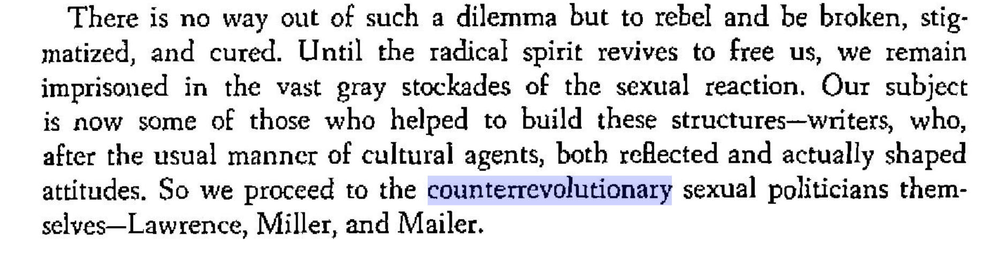 There is no way out of such a dilemma but to rebel and be broken, stig-
matized, and cured. Until the radical spirit revives to free us, we remain
imprisoned in the vast gray stockades of the sexual reaction. Our subject
is now some of those who helped to build these structures—writers, who,
after the usual manner of cultural agents, both reflected and actually shaped
attitudes. So we proceed to the counterrevolutionary sexual politicians them-
selves—Lawrence, Miller, and Mailer.